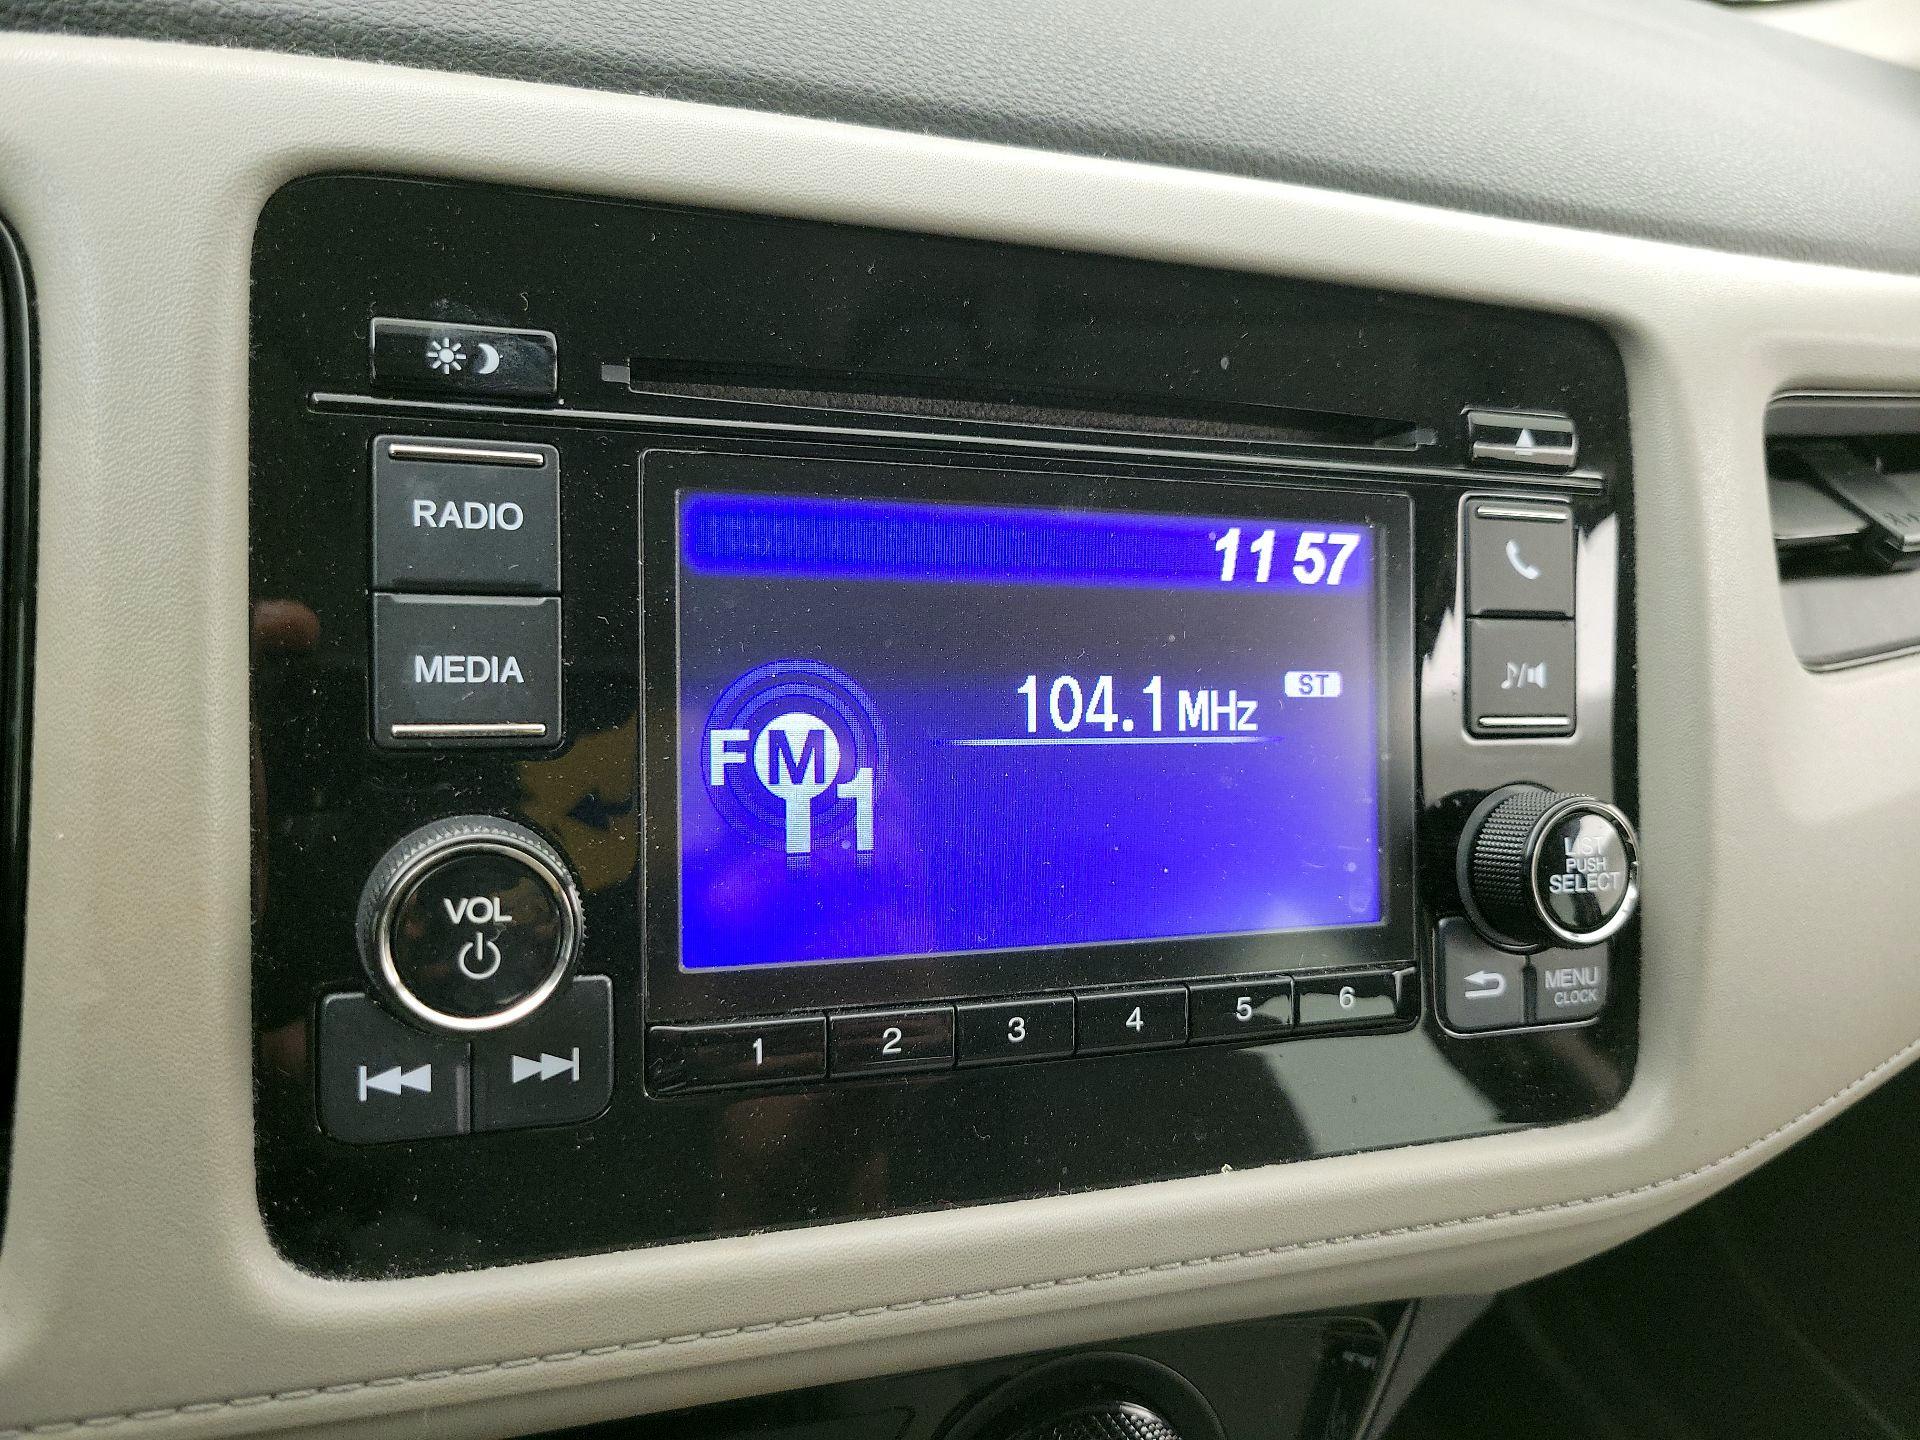 RADIO
MEDIA
VOL
11 57
104.1 MHz
ST
FM1
1 2 3 4 5 6
LIST
PUSH
SELECT
MENU
CLOCK